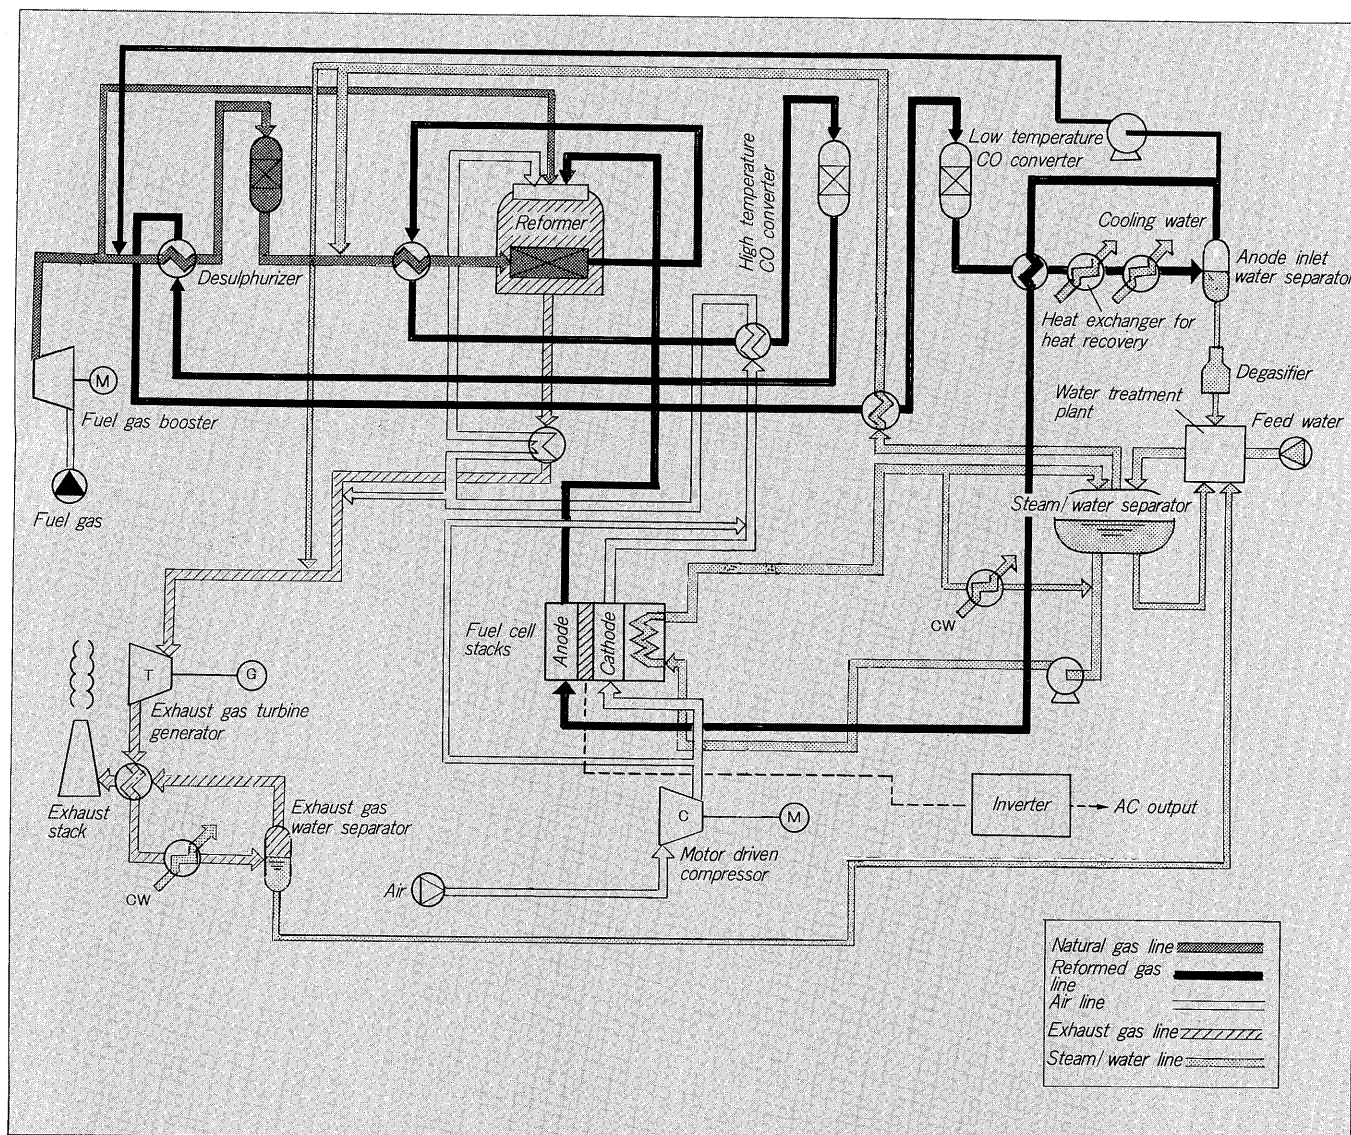 Low temperature
CO converter
High temperature
CO converter
Reformer
Cooling water
Desulphurizer
Anode inlet
water separator
Heat exchanger for
heat recovery
M
Fuel gas booster
Degasifier
Water treatment
plant
Feed water
Fuel gas
Steam/water separator
Fuel cell
stacks
Anode
Cathode
CW
T
G
Exhaust gas turbine
generator
Exhaust
stack
Exhaust gas
water separator
CW
C
M
Motor driven
compressor
Air
Inverter
AC output
Natural gas line
Reformed gas
line
Air line
Exhaust gas line
Steam/water line